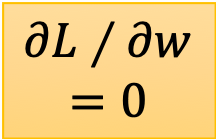 ∂L / ∂w
= 0